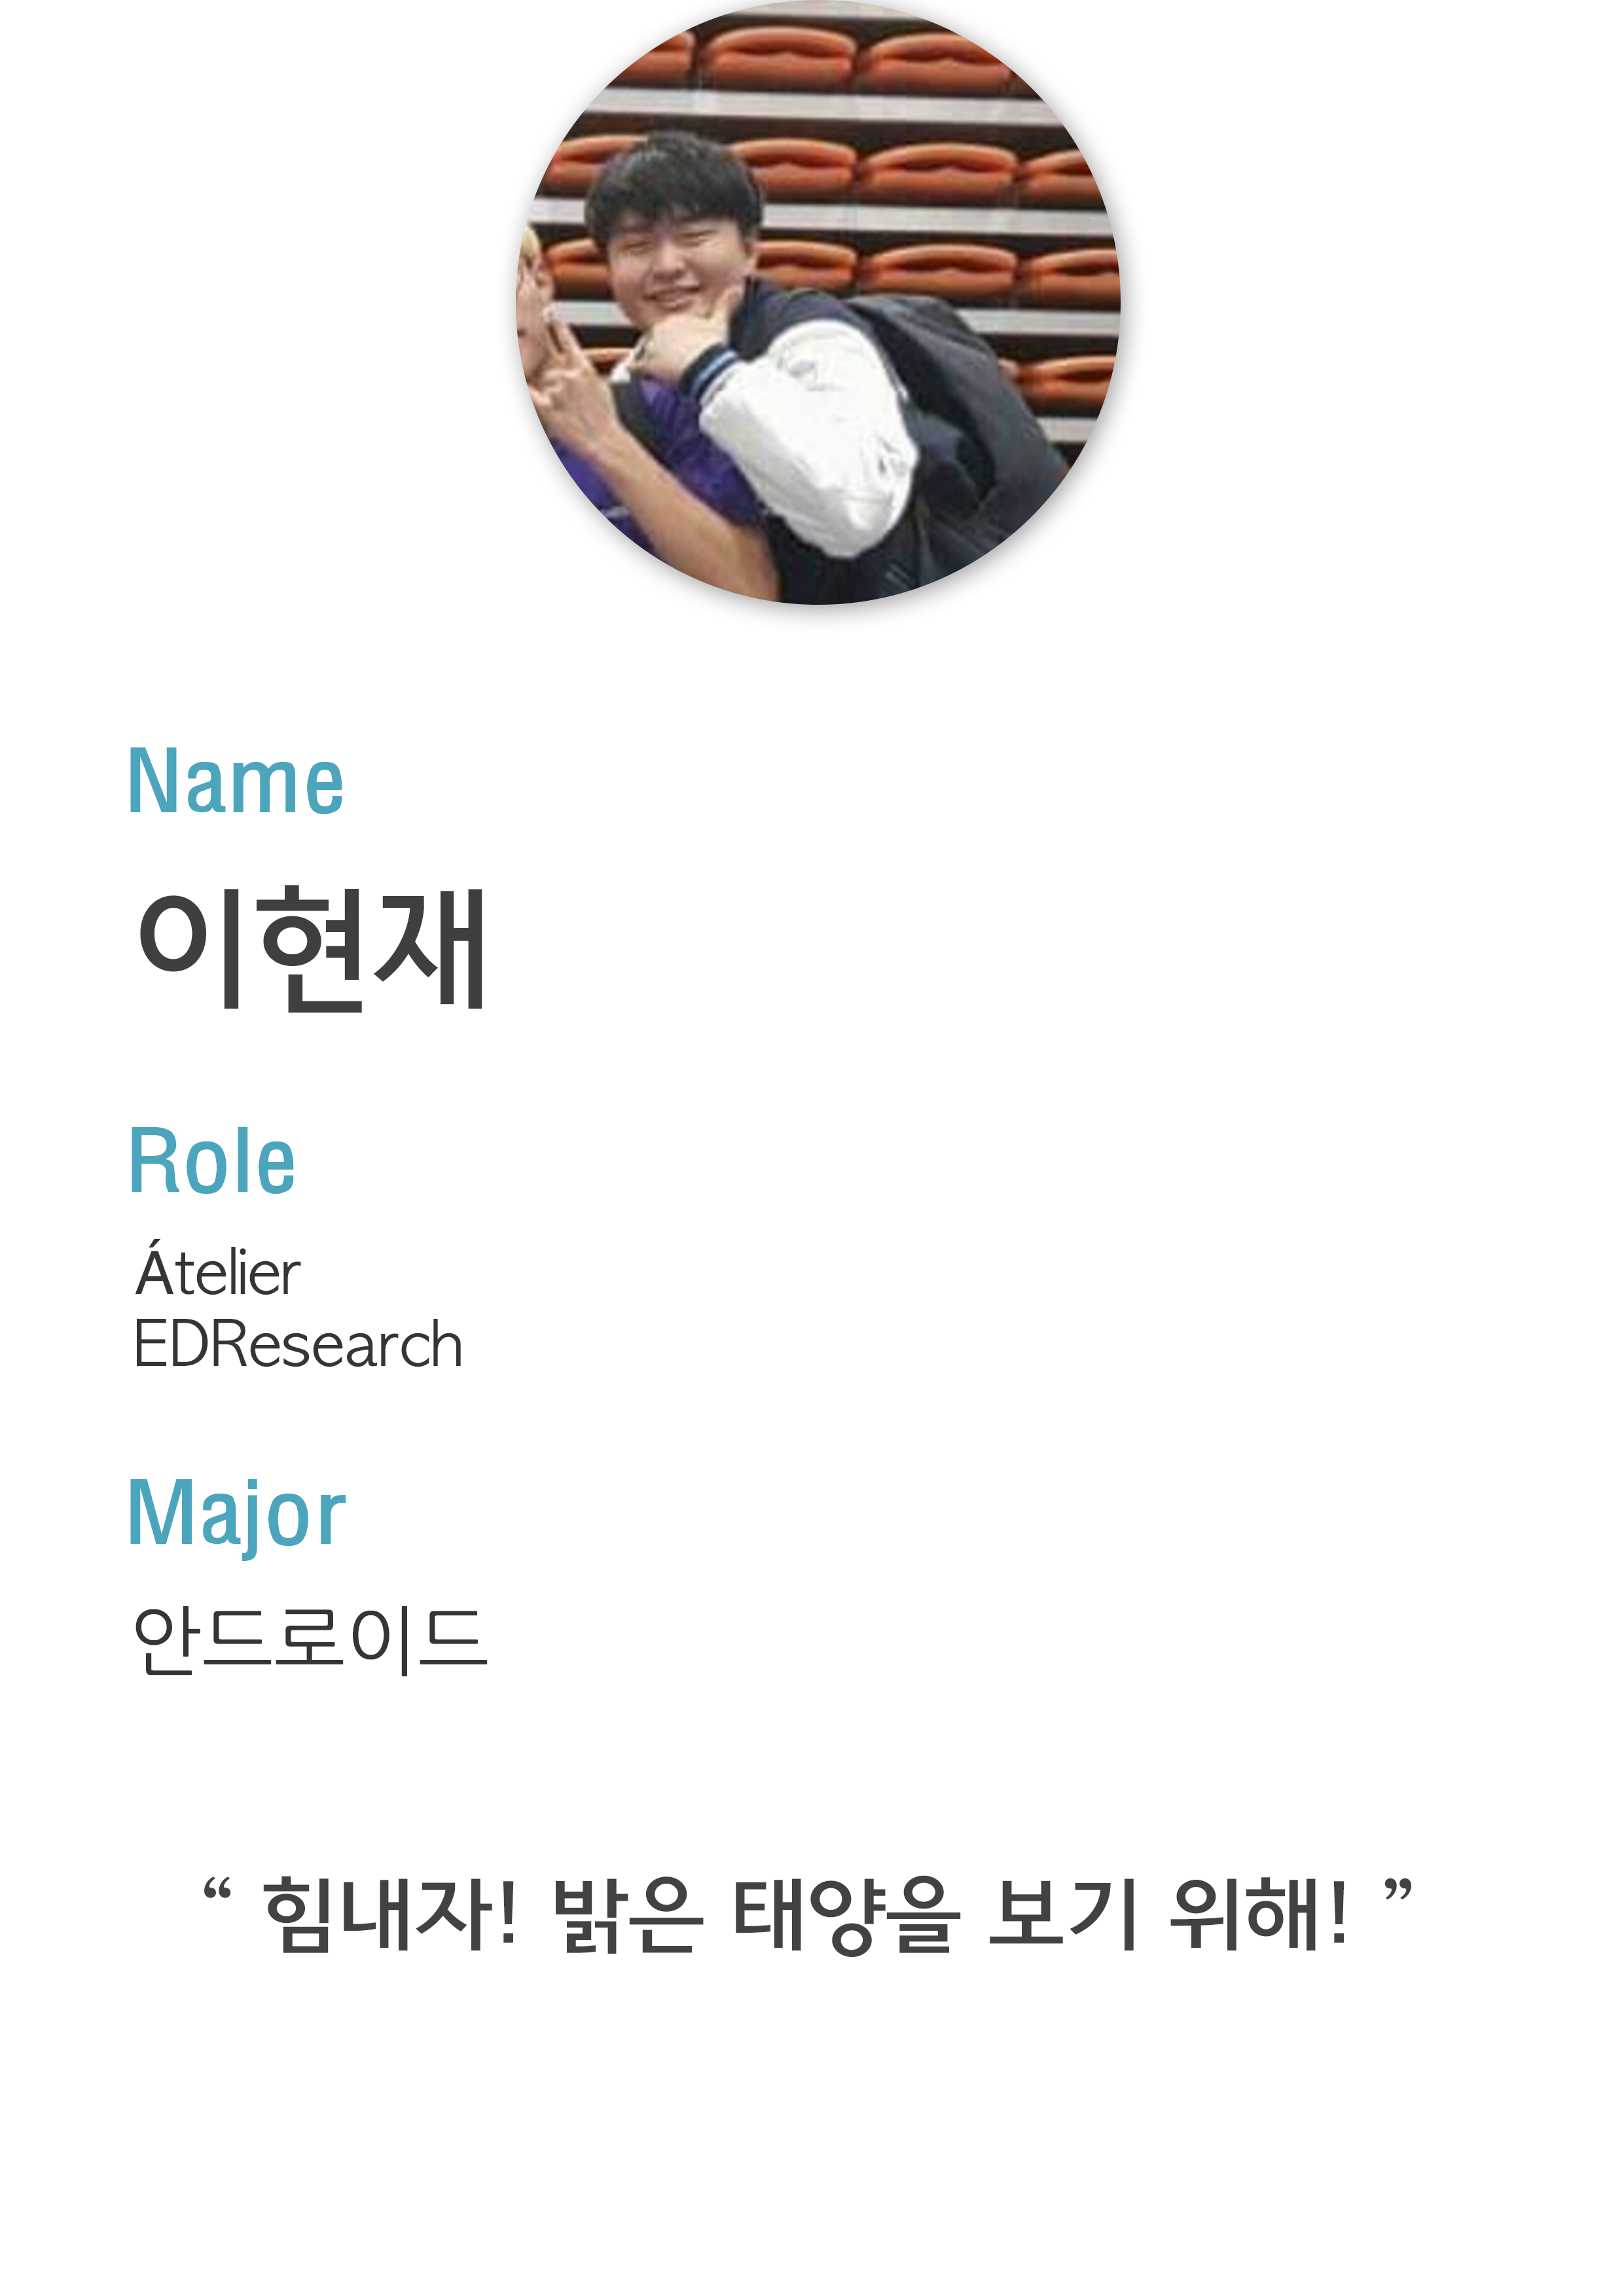 Name
이현재
Role
Átelier
EDResearch
Major
안드로이드
“ 힘내자! 밝은 태양을 보기 위해! ”